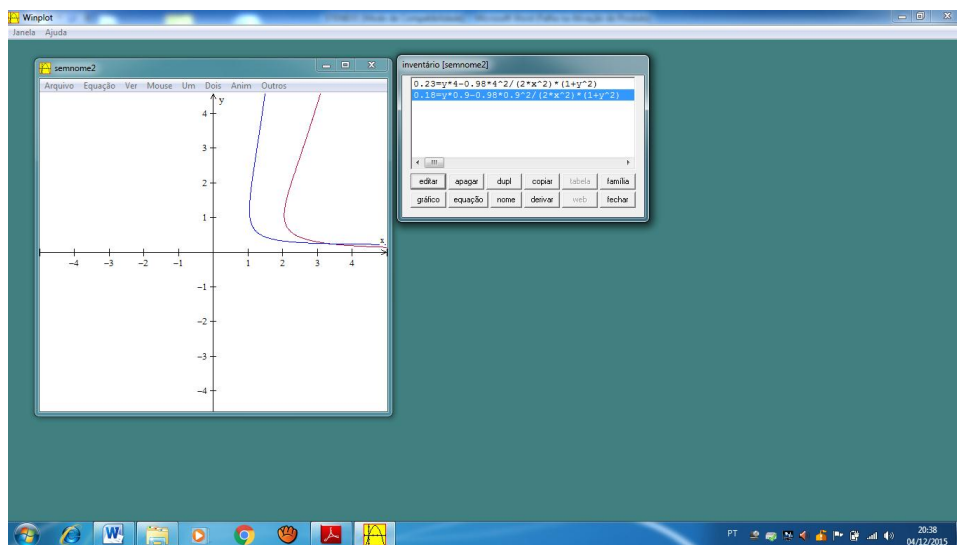 Winplot
Janela Ajuda
semnome2
Arquivo Equação Ver Mouse Um Dois Anim Outros
y
4
3
2
1
x
-4 -3 -2 -1 1 2 3 4
-1
-2
-3
-4
inventário [semnome2]
0.23=y*4-0.98*4^2/(2*x^2)*(1+y^2)
0.18=y*0.9-0.98*0.9^2/(2*x^2)*(1+y^2)
editar apagar dupl copiar tabela família
gráfico equação nome derivar web fechar
PT 20:38
04/12/2015